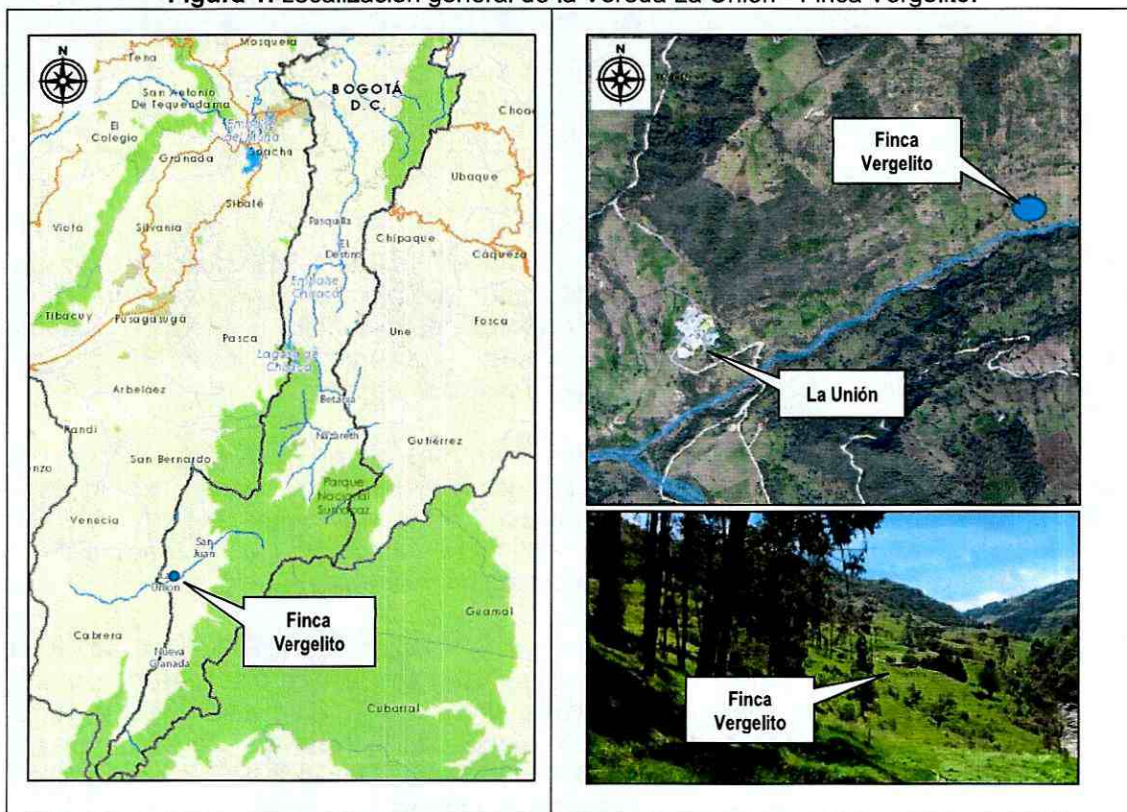 Figura 1. Localización general de la Vereda La Unión - Finca Vergelito.
N
Tena
Mosquera
San Antonio
De Tequendama
BOGOTÁ
D.C.
El
Colegio
Granada
Soacha
Ubaque
Sibaté
Viotá
Silvania
Pasquilla
El
Destino
Chipaque
Cáqueza
Tibacuy
Fusagasugá
Une
Fosca
Pasca
Arbeláez
Betania
Nazareth
Gutiérrez
Pandi
San Bernardo
Parque
Nacional
Sumapaz
Venecia
San
Juan
Unión
Finca
Vergelito
Guamal
Cabrera
Nueva
Granada
Cubarral
N
Finca
Vergelito
La Unión
Finca
Vergelito